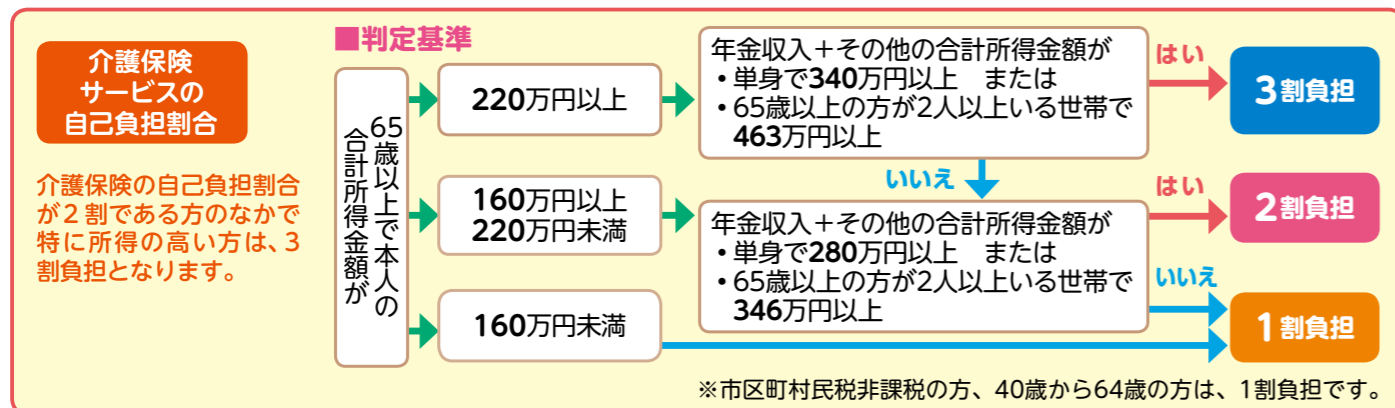 介護保険
サービスの
自己負担割合
介護保険の自己負担割合
が2割である方のなかで
特に所得の高い方は、3
割負担となります。
■判定基準
65歳以上で本人の
合計所得金額が
220万円以上
年金収入+その他の合計所得金額が
・単身で340万円以上 または
・65歳以上の方が2人以上いる世帯で
463万円以上
はい
3割負担
いいえ
160万円以上
220万円未満
年金収入+その他の合計所得金額が
・単身で280万円以上 または
・65歳以上の方が2人以上いる世帯で
346万円以上
はい
2割負担
いいえ
160万円未満
1割負担
※市区町村民税非課税の方、40歳から64歳の方は、1割負担です。